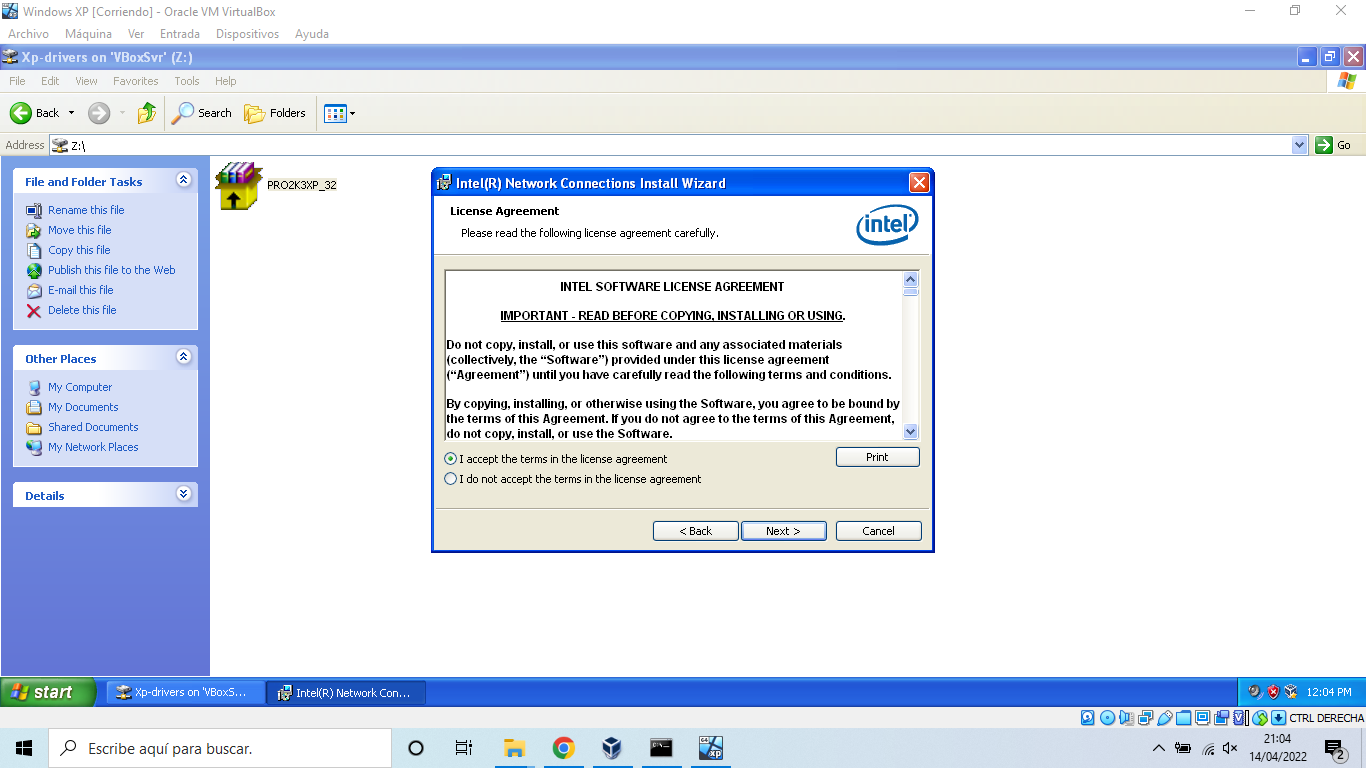 Windows XP [Corriendo] - Oracle VM VirtualBox
Archivo Máquina Ver Entrada Dispositivos Ayuda
Xp-drivers on 'VBoxSvr' (Z:)
File Edit View Favorites Tools Help
Back Search Folders
Address Z:\ Go
File and Folder Tasks
Rename this file
Move this file
Copy this file
Publish this file to the Web
E-mail this file
Delete this file
Other Places
My Computer
My Documents
Shared Documents
My Network Places
Details
PRO2K3XP_32
Intel(R) Network Connections Install Wizard
License Agreement
Please read the following license agreement carefully.
intel
INTEL SOFTWARE LICENSE AGREEMENT
IMPORTANT - READ BEFORE COPYING, INSTALLING OR USING.
Do not copy, install, or use this software and any associated materials
(collectively, the “Software”) provided under this license agreement
(“Agreement”) until you have carefully read the following terms and conditions.
By copying, installing, or otherwise using the Software, you agree to be bound by
the terms of this Agreement. If you do not agree to the terms of this Agreement,
do not copy, install, or use the Software.
I accept the terms in the license agreement
I do not accept the terms in the license agreement
Print
< Back Next > Cancel
start Xp-drivers on 'VBoxS... Intel(R) Network Con... 12:04 PM
CTRL DERECHA
Escribe aquí para buscar.
64
xp
21:04
14/04/2022
2